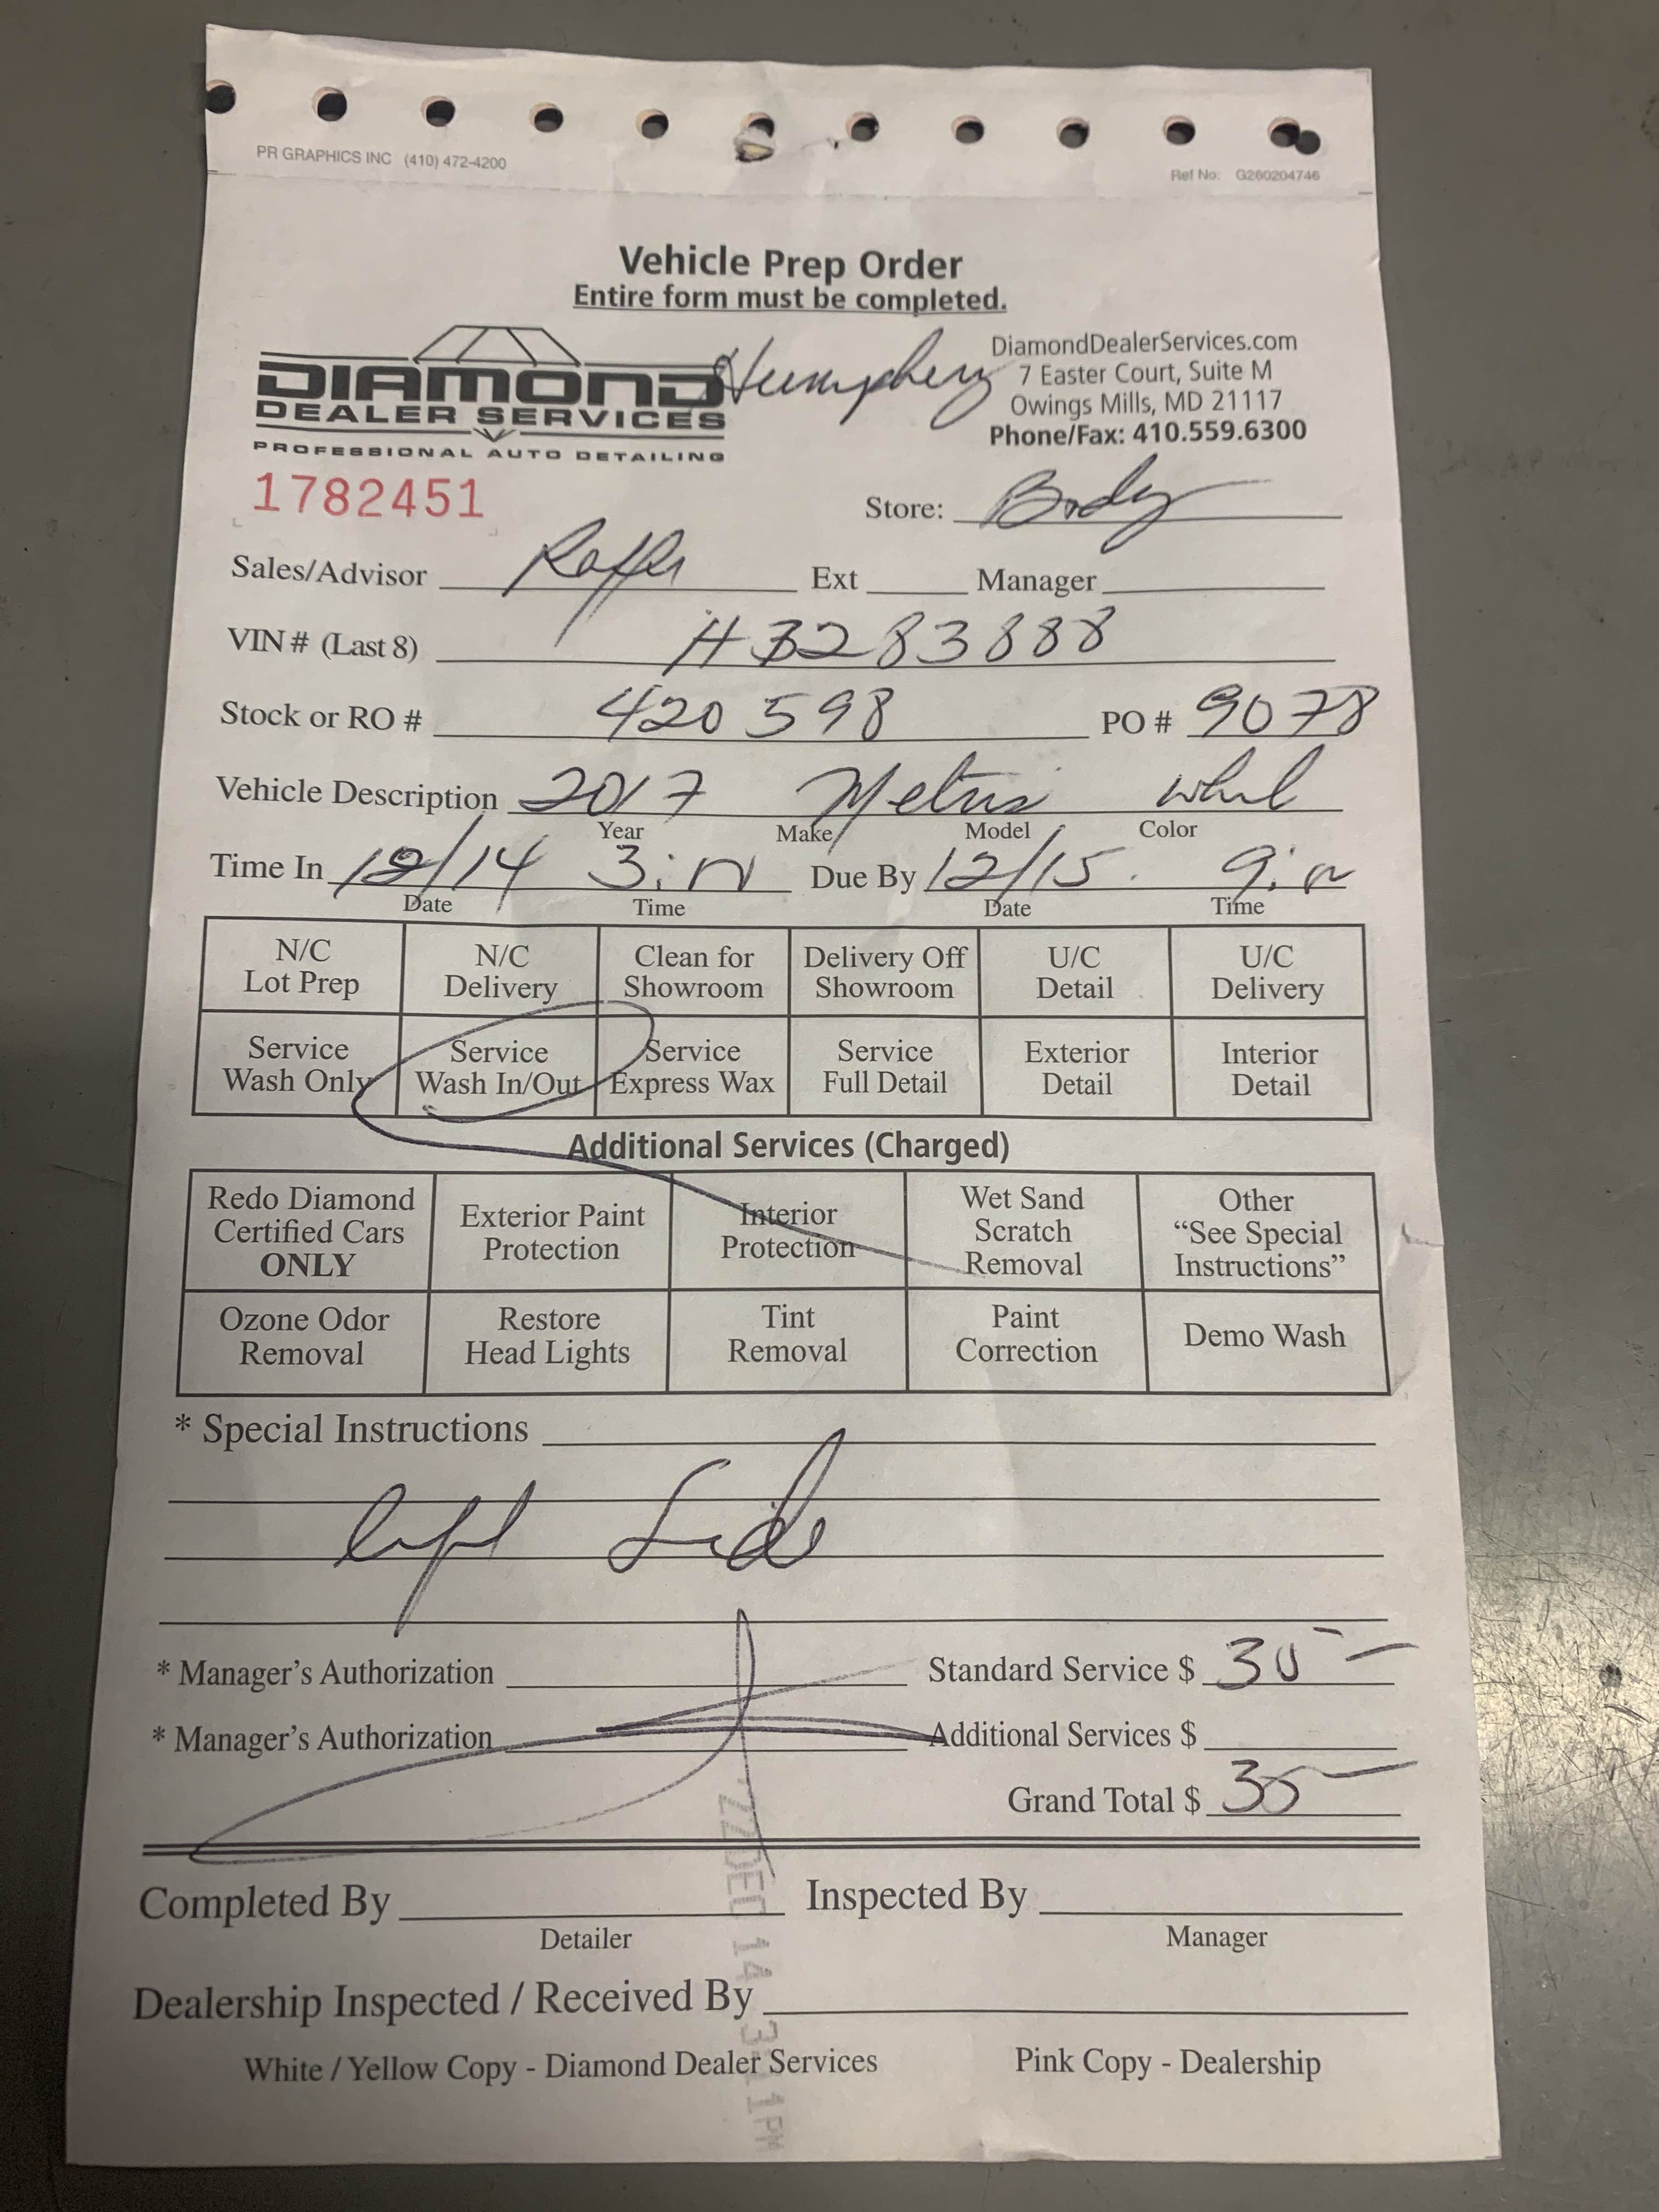 PR GRAPHICS INC (410) 472-4200
Ref No: G260204746
Vehicle Prep Order
Entire form must be completed.
DIAMOND
DEALER SERVICES
PROFESSIONAL AUTO DETAILING
Humphery
DiamondDealerServices.com
7 Easter Court, Suite M
Owings Mills, MD 21117
Phone/Fax: 410.559.6300
1782451
Store: Body
Sales/Advisor Ext Manager
VIN # (Last 8) H3283888
Stock or RO # 420598 PO # 9078
Vehicle Description 2017 Metris
Year Make Model Color
Time In 12/14 Due By 12/15
Date Time Date Time
N/C Lot Prep
N/C Delivery
Clean for Showroom
Delivery Off Showroom
U/C Detail
U/C Delivery
Service Wash Only
Service Wash In/Out
Service Express Wax
Service Full Detail
Exterior Detail
Interior Detail
Additional Services (Charged)
Redo Diamond Certified Cars ONLY
Exterior Paint Protection
Interior Protection
Wet Sand Scratch Removal
Other "See Special Instructions"
Ozone Odor Removal
Restore Head Lights
Tint Removal
Paint Correction
Demo Wash
* Special Instructions
left Side
* Manager's Authorization Standard Service $
* Manager's Authorization Additional Services $
Grand Total $
22DEC 14 3:11PM
Completed By Inspected By
Detailer Manager
Dealership Inspected / Received By
White / Yellow Copy - Diamond Dealer Services Pink Copy - Dealership